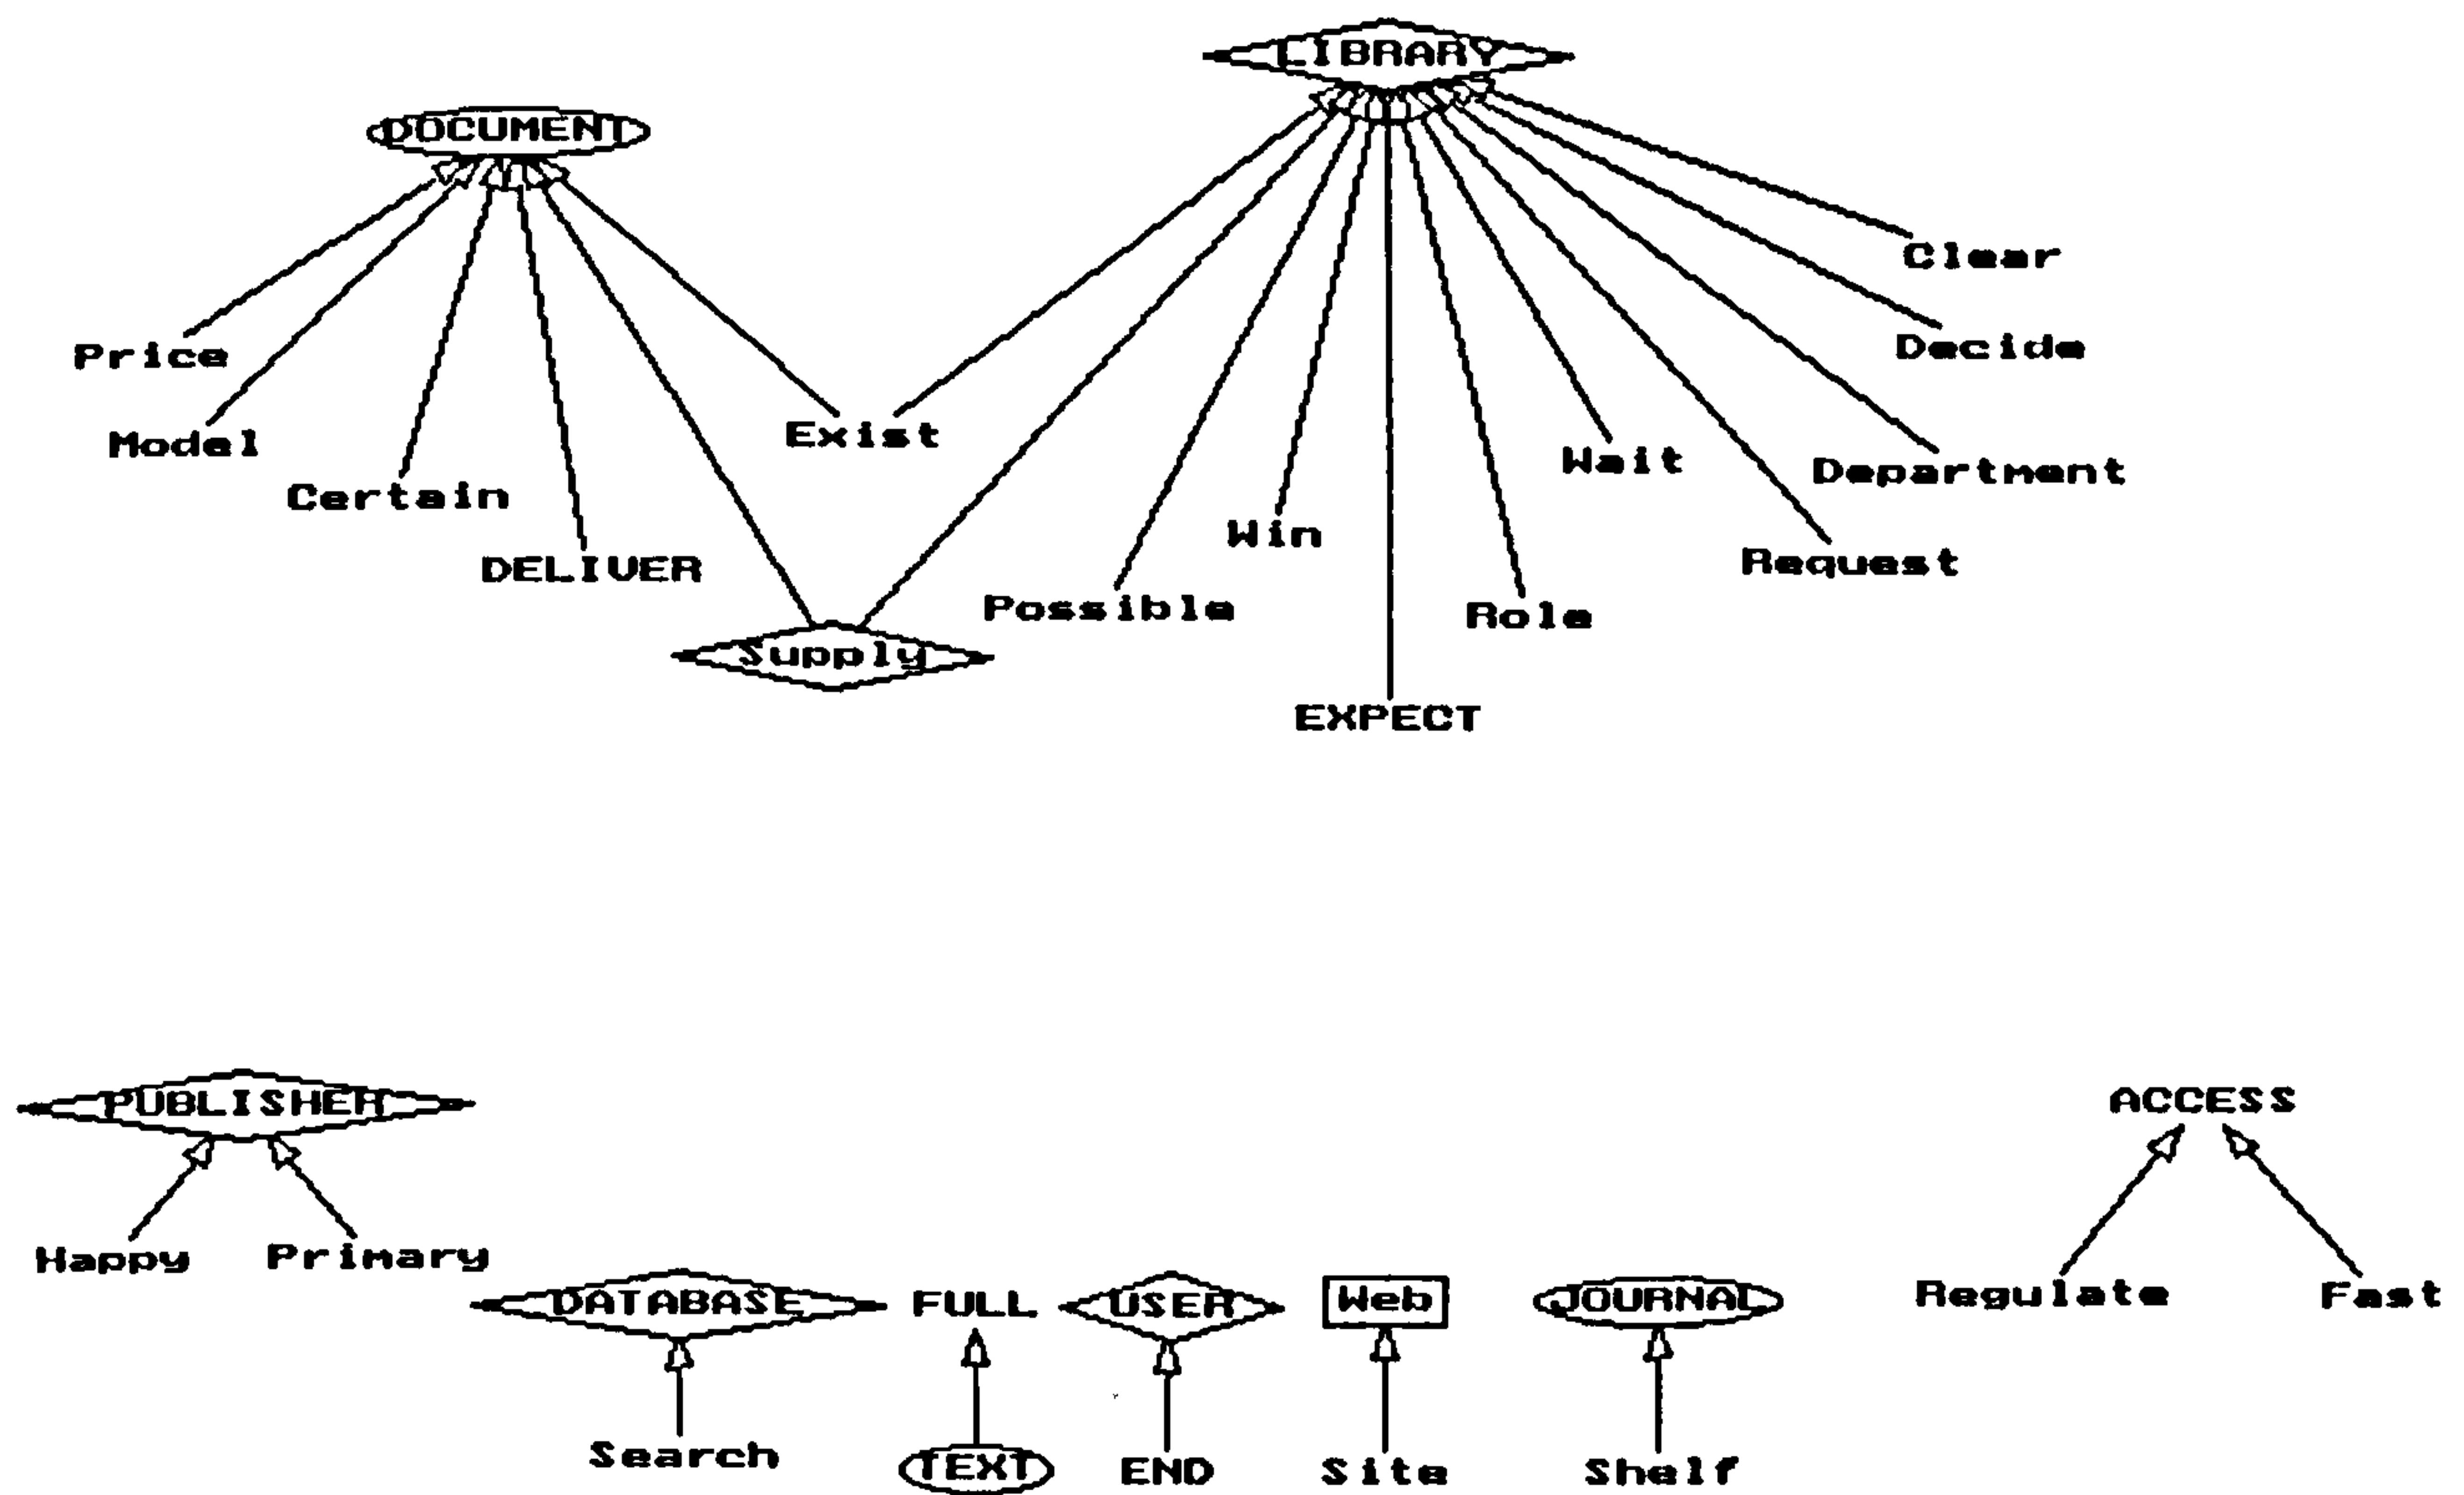 LIBRARY
DOCUMENT
Clear
Decide
Price
Model
Exist
Wait
Department
Certain
Win
DELIVER
Request
Possible
Role
Supply
EXPECT
PUBLISHER
ACCESS
Happy
Primary
DATABASE
FULL
USER
Web
JOURNAL
Regulate
Fast
Search
TEXT
END
Site
Shelf